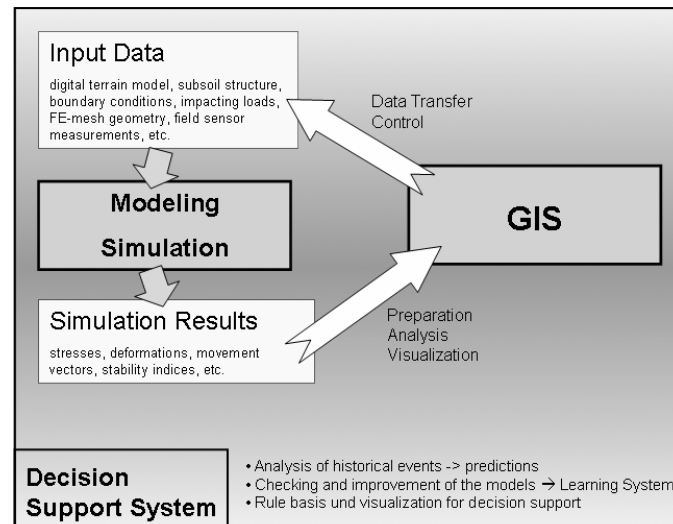 Input Data
digital terrain model, subsoil structure,
boundary conditions, impacting loads,
FE-mesh geometry, field sensor
measurements, etc.
Data Transfer
Control
Modeling
Simulation
GIS
Simulation Results
stresses, deformations, movement
vectors, stability indices, etc.
Preparation
Analysis
Visualization
Decision
Support System
• Analysis of historical events -> predictions
• Checking and improvement of the models → Learning System
• Rule basis und visualization for decision support